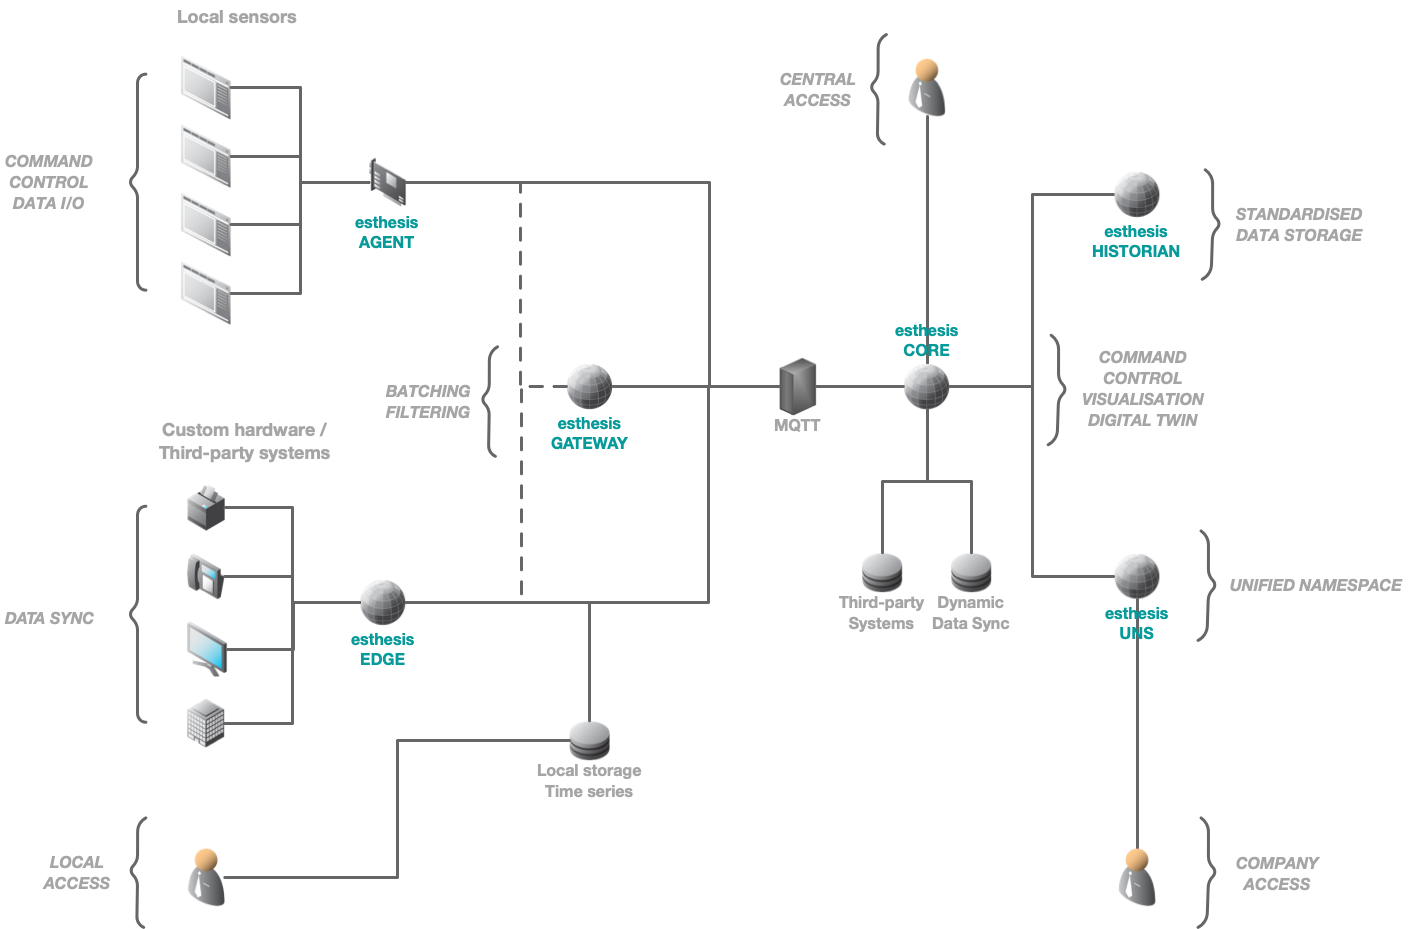 Local sensors
CENTRAL
ACCESS
COMMAND
CONTROL
DATA I/O
esthesis
AGENT
esthesis
HISTORIAN
STANDARDISED
DATA STORAGE
esthesis
CORE
BATCHING
FILTERING
esthesis
GATEWAY
MQTT
COMMAND
CONTROL
VISUALISATION
DIGITAL TWIN
Custom hardware /
Third-party systems
DATA SYNC
esthesis
EDGE
Third-party
Systems
Dynamic
Data Sync
esthesis
UNS
UNIFIED NAMESPACE
Local storage
Time series
LOCAL
ACCESS
COMPANY
ACCESS